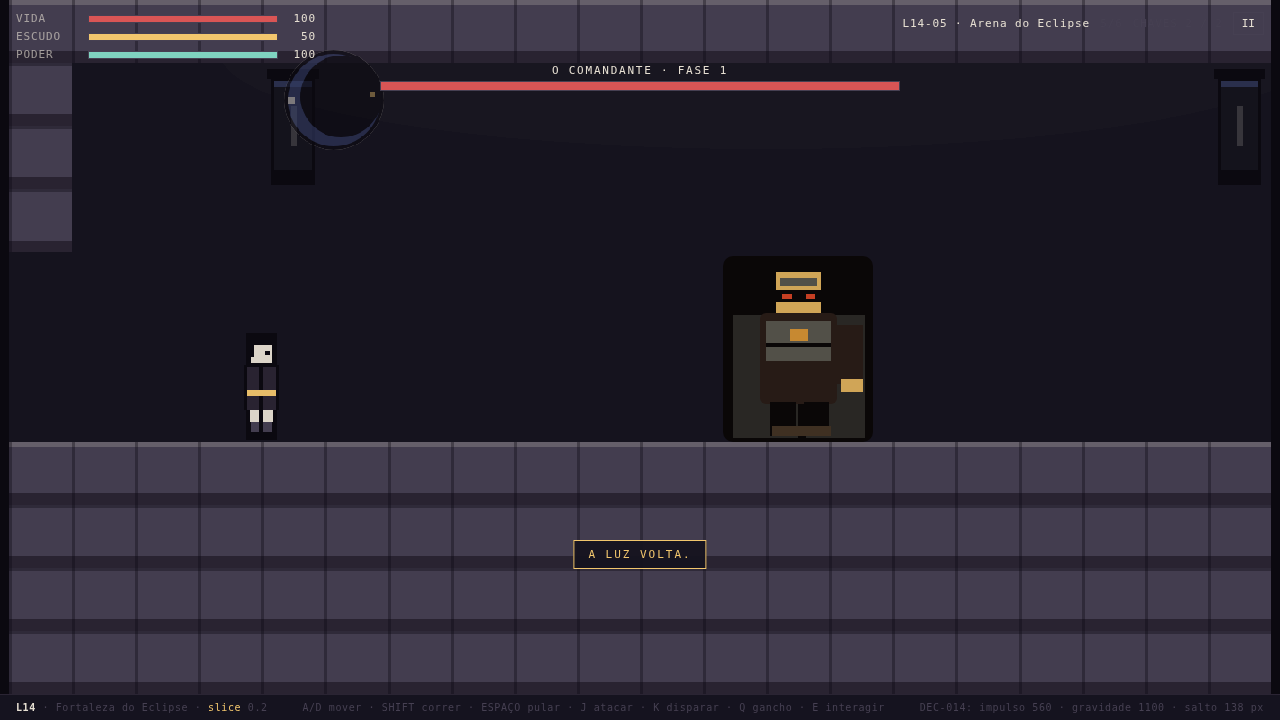 VIDA 100
ESCUDO 50
PODER 100
L14-05 · Arena do Eclipse
II
O COMANDANTE · FASE 1
A LUZ VOLTA.
L14 · Fortaleza do Eclipse · slice 0.2 A/D mover · SHIFT correr · ESPAÇO pular · J atacar · K disparar · Q gancho · E interagir DEC-014: impulso 560 · gravidade 1100 · salto 138 px